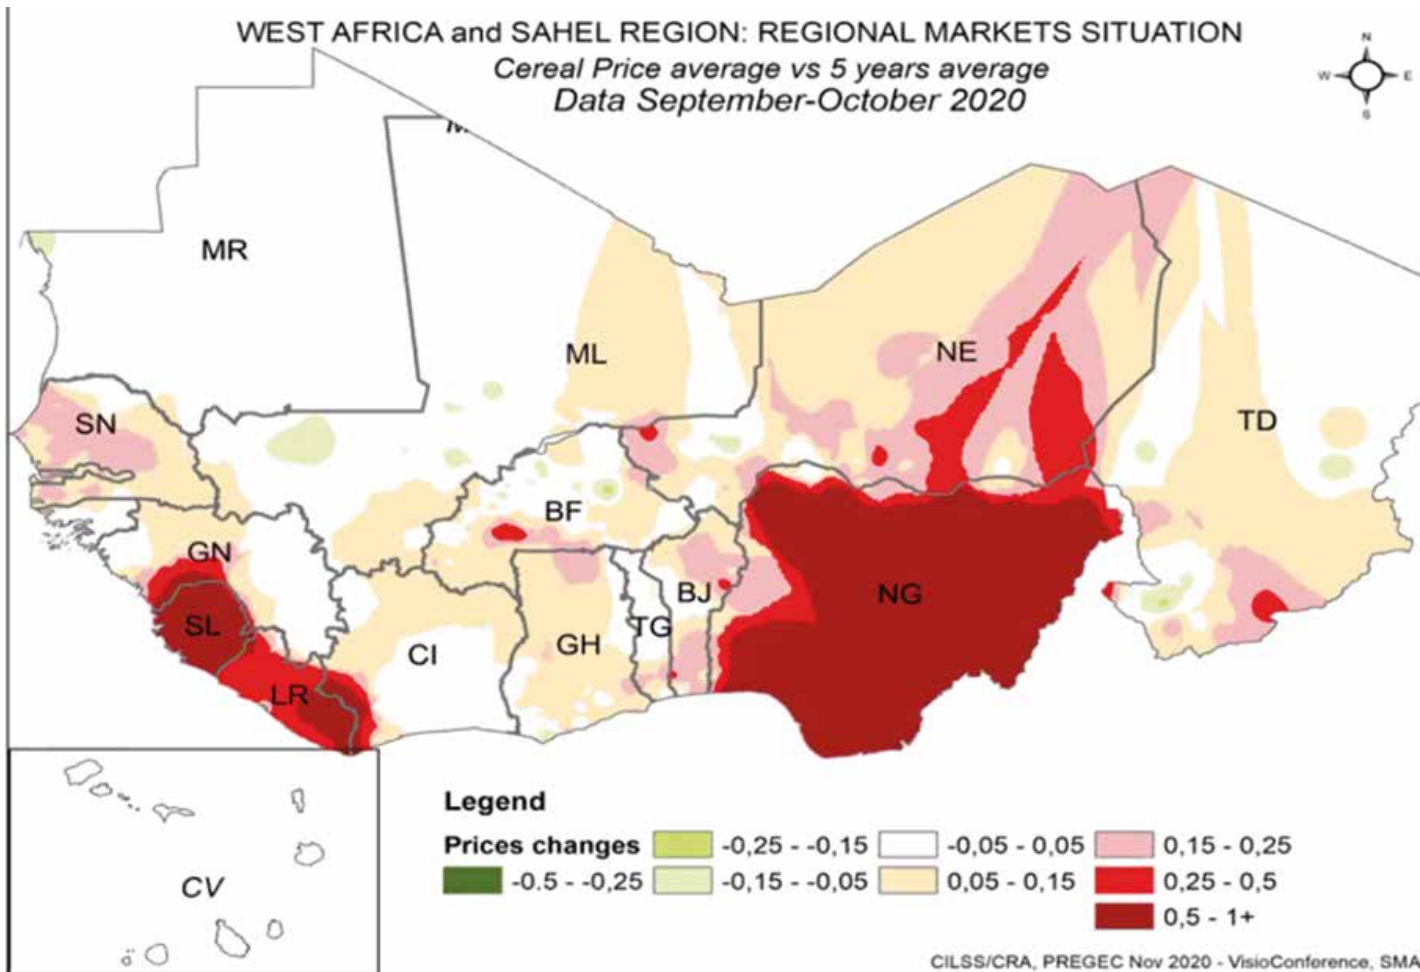 WEST AFRICA and SAHEL REGION: REGIONAL MARKETS SITUATION
Cereal Price average vs 5 years average
Data September-October 2020
N
W E
S
MR
ML
NE
TD
SN
BF
GN
BJ
NG
SL
TG
GH
CI
LR
CV
Legend
Prices changes
-0,25 - -0,15
-0,05 - 0,05
0,15 - 0,25
-0.5 - -0,25
-0,15 - -0,05
0,05 - 0,15
0,25 - 0,5
0,5 - 1+
CILSS/CRA, PREGEC Nov 2020 - VisioConference, SMA